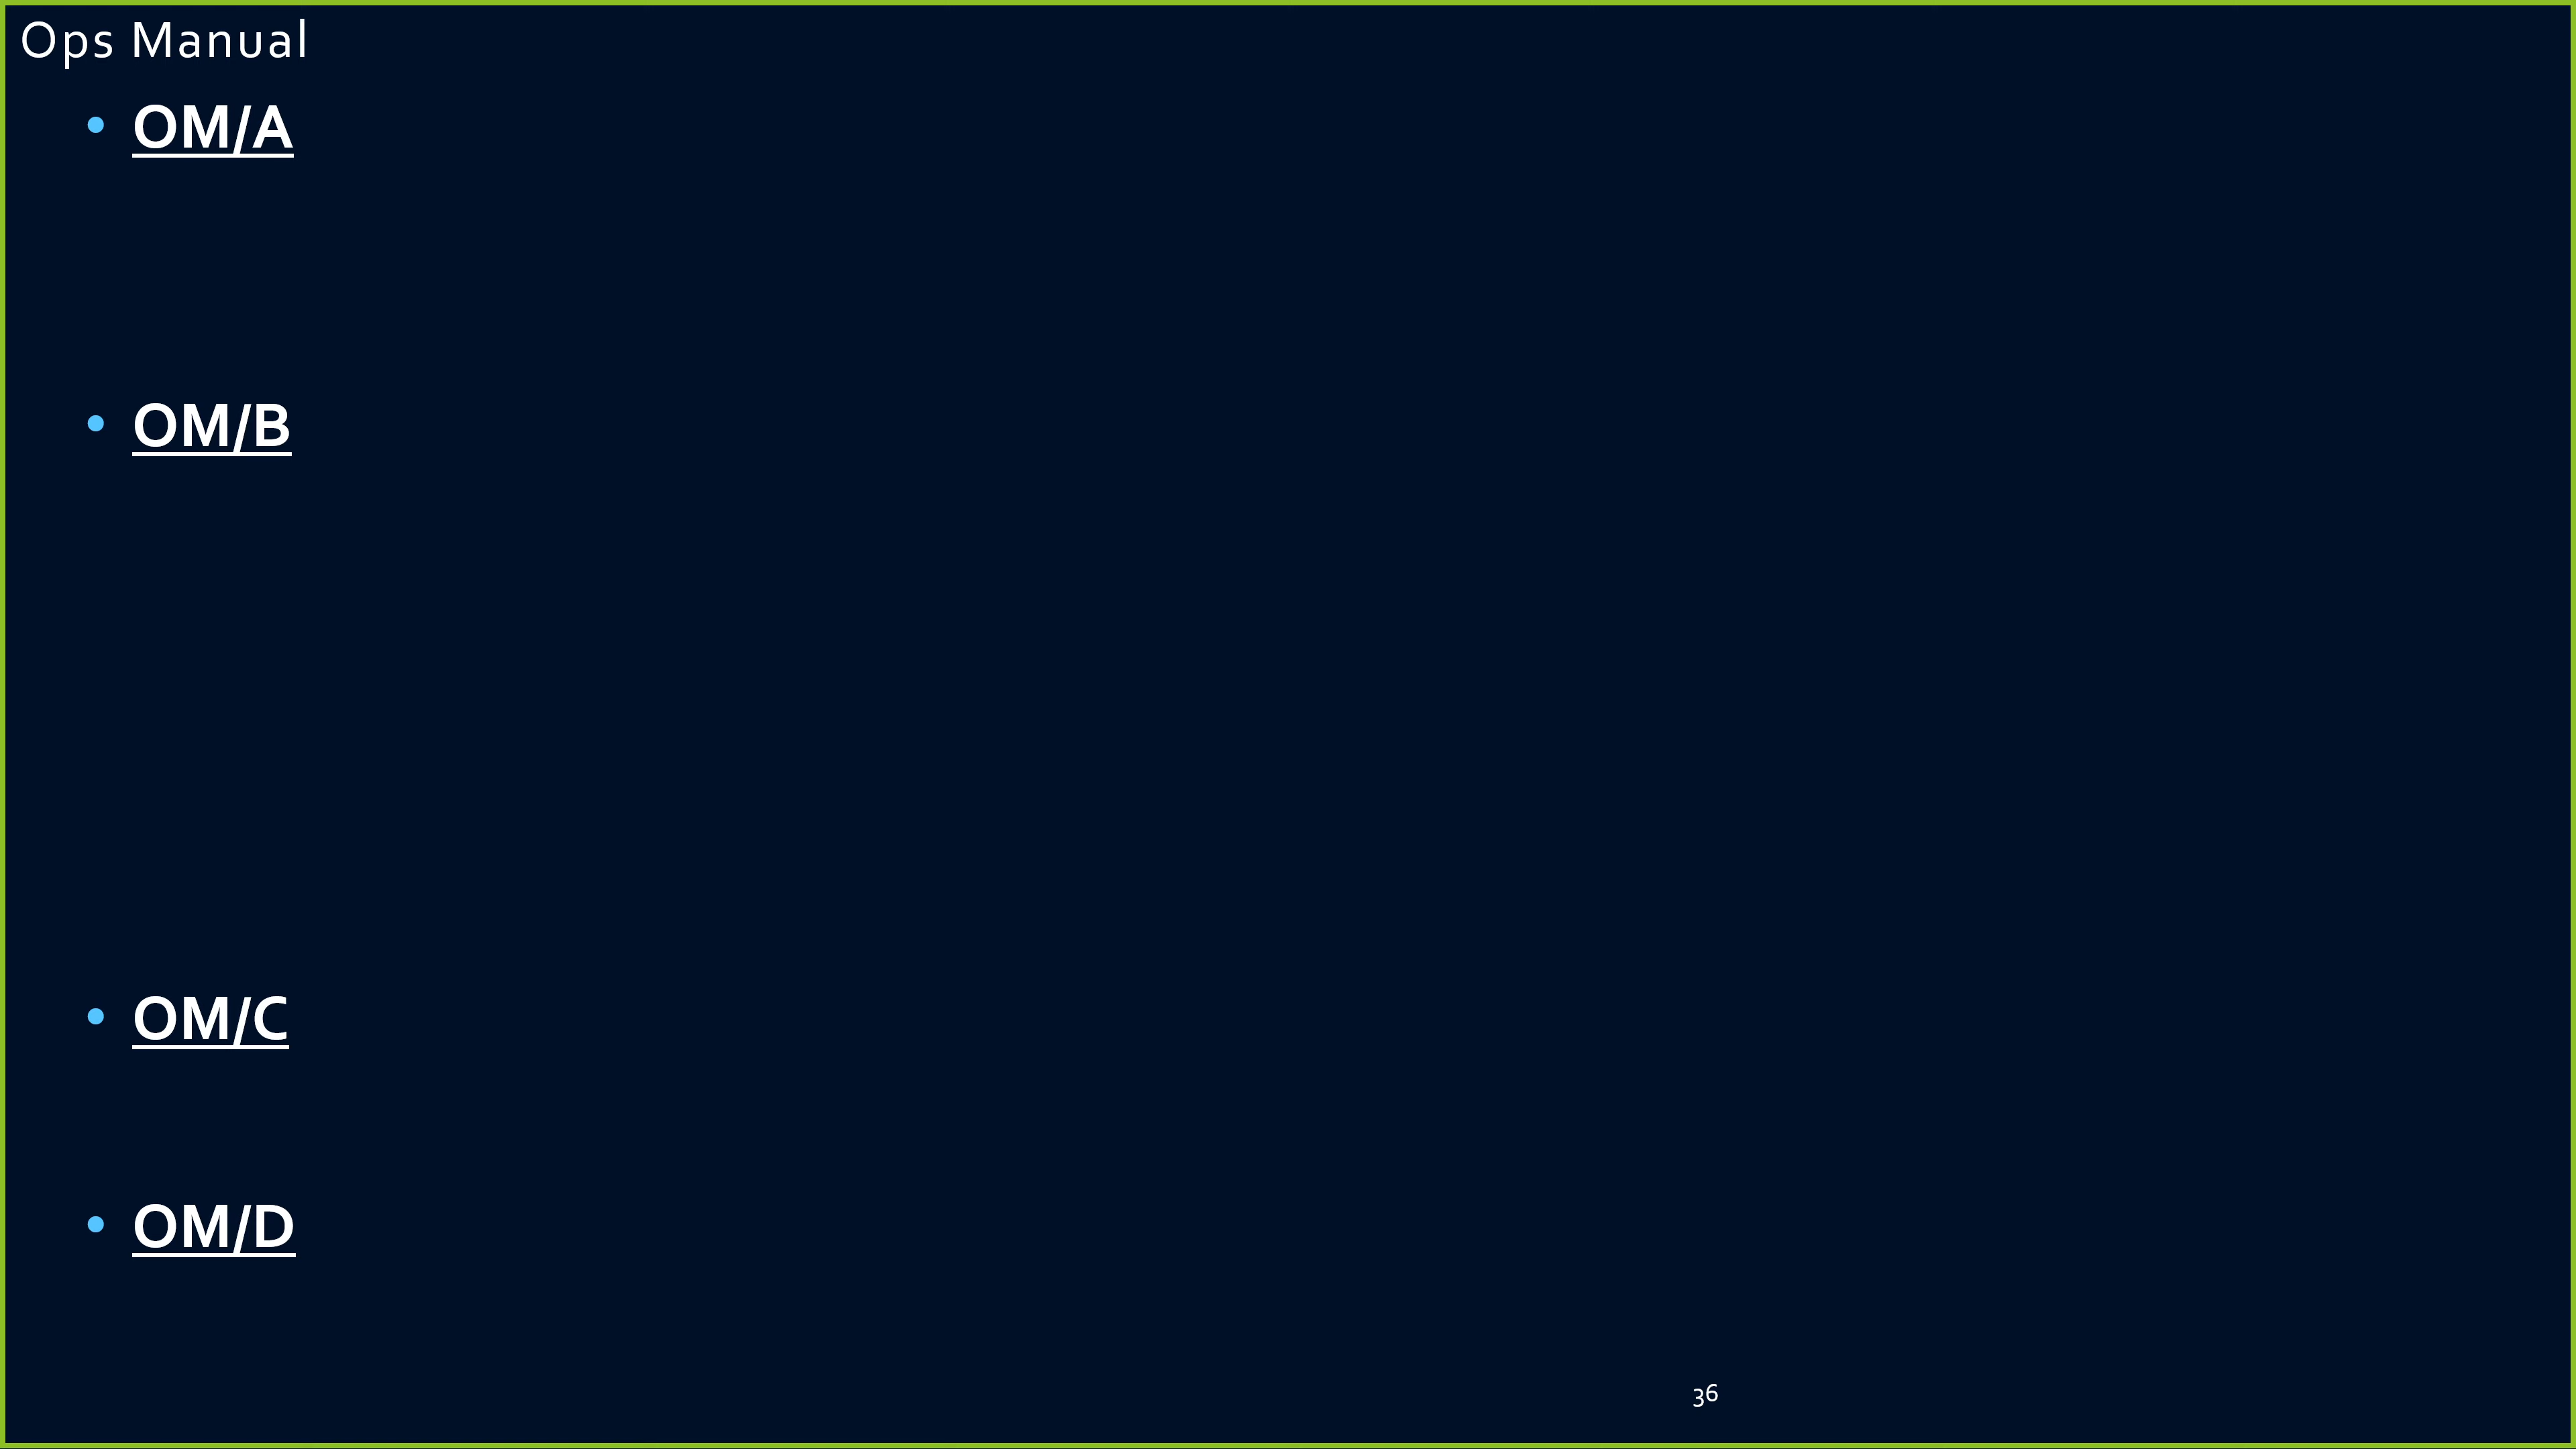 Ops Manual
• OM/A
• OM/B
• OM/C
• OM/D
36